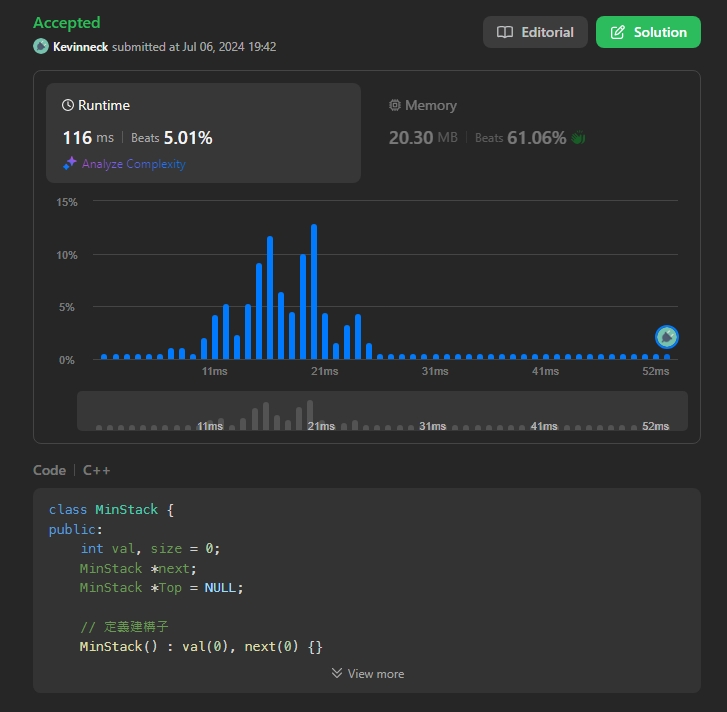 Accepted
Kevinneck submitted at Jul 06, 2024 19:42
Editorial
Solution
Runtime
116 ms | Beats 5.01%
Analyze Complexity
Memory
20.30 MB | Beats 61.06%
15%
10%
5%
0%
11ms 21ms 31ms 41ms 52ms
11ms 21ms 31ms 41ms 52ms
Code | C++
class MinStack {
public:
    int val, size = 0;
    MinStack *next;
    MinStack *Top = NULL;
    // 定義建構子
    MinStack() : val(0), next(0) {}
View more